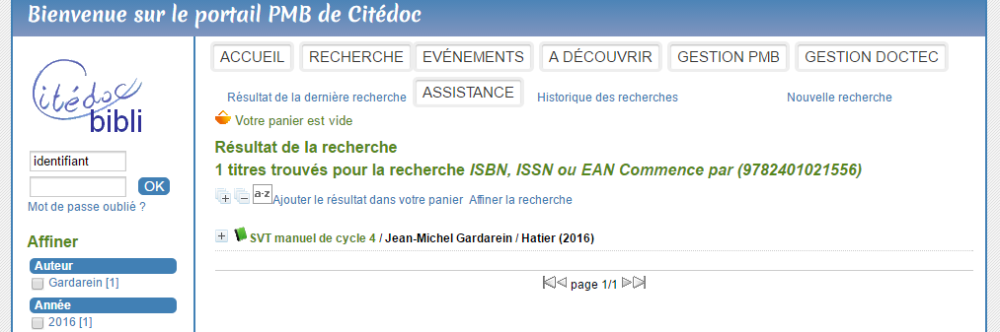 Bienvenue sur le portail PMB de Citédoc
Citédoc
bibli
identifiant
OK
Mot de passe oublié ?
Affiner
Auteur
Gardarein [1]
Année
2016 [1]
ACCUEIL RECHERCHE EVÉNEMENTS A DÉCOUVRIR GESTION PMB GESTION DOCTEC
Résultat de la dernière recherche ASSISTANCE Historique des recherches Nouvelle recherche
Votre panier est vide
Résultat de la recherche
1 titres trouvés pour la recherche ISBN, ISSN ou EAN Commence par (9782401021556)
a-z Ajouter le rèsultat dans votre panier Affiner la recherche
SVT manuel de cycle 4 / Jean-Michel Gardarein / Hatier (2016)
page 1/1